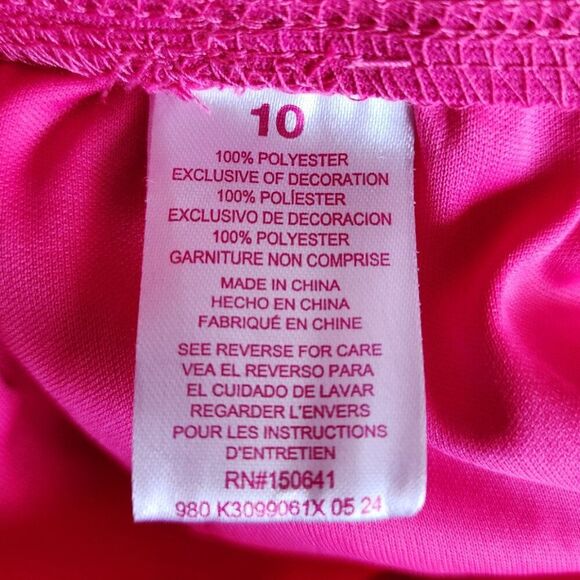 10
100% POLYESTER
EXCLUSIVE OF DECORATION
100% POLÍESTER
EXCLUSIVO DE DECORACION
100% POLYESTER
GARNITURE NON COMPRISE
MADE IN CHINA
HECHO EN CHINA
FABRIQUÉ EN CHINE
SEE REVERSE FOR CARE
VEA EL REVERSO PARA
EL CUIDADO DE LAVAR
REGARDER L'ENVERS
POUR LES INSTRUCTIONS
D'ENTRETIEN
RN#150641
980 K3099061X 05 24